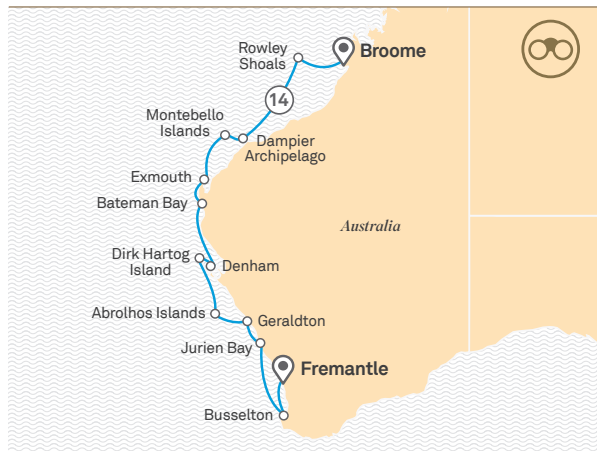 Rowley
Shoals
Broome
14
Montebello
Islands
Dampier
Archipelago
Exmouth
Bateman Bay
Australia
Dirk Hartog
Island
Denham
Abrolhos Islands
Geraldton
Jurien Bay
Fremantle
Busselton